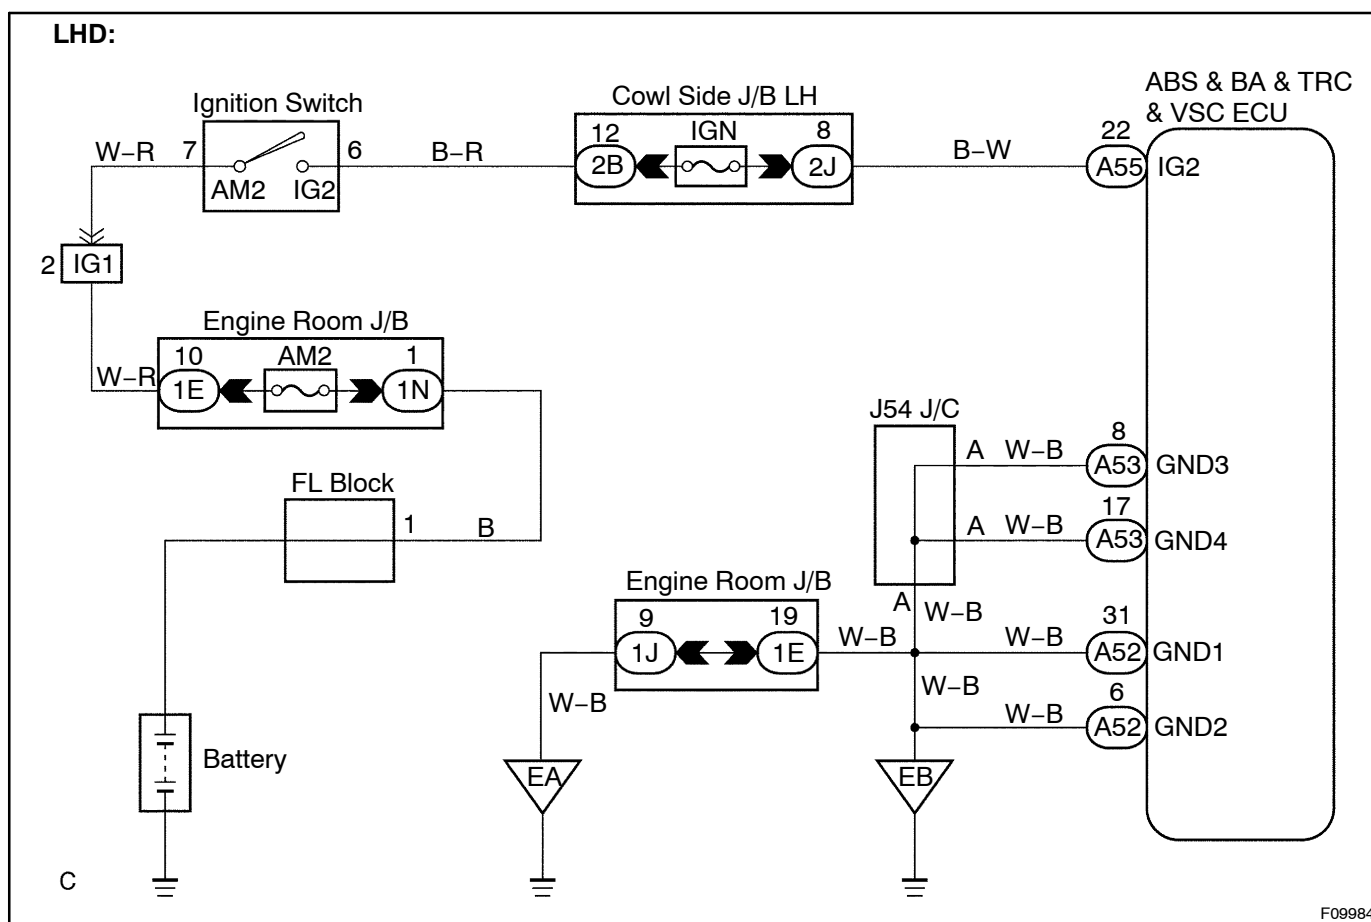 LHD:
ABS & BA & TRC
& VSC ECU
Ignition Switch
Cowl Side J/B LH
W-R 7 6 B-R 12 IGN 8 B-W 22
AM2 IG2 2B 2J A55 IG2
2 IG1
Engine Room J/B
W-R 10 AM2 1
1E 1N
J54 J/C
A W-B 8
A53 GND3
FL Block
1 B
A W-B 17
A53 GND4
Engine Room J/B
A W-B
9 19 W-B W-B 31
1J 1E A52 GND1
W-B W-B W-B 6
A52 GND2
Battery
EA EB
C
F09984